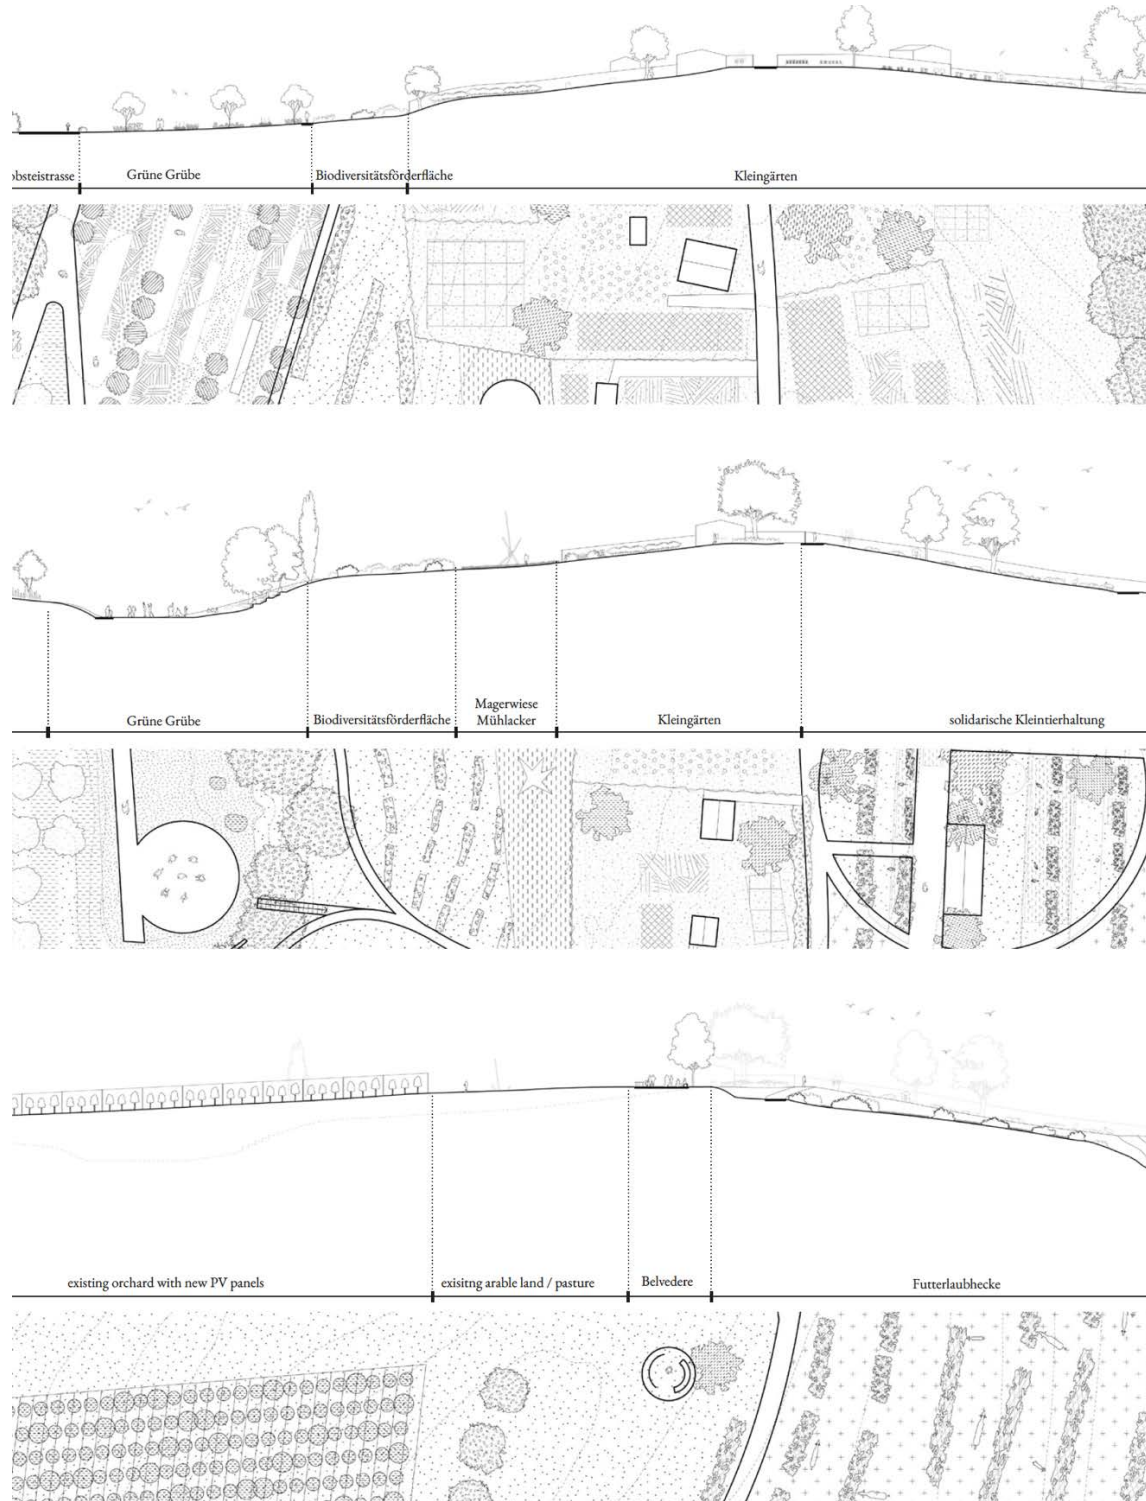 obsteistrasse
Grüne Grübe
Biodiversitätsförderfläche
Kleingärten
Grüne Grübe
Biodiversitätsförderfläche
Magerwiese
Mühlacker
Kleingärten
solidarische Kleintierhaltung
existing orchard with new PV panels
exisitng arable land / pasture
Belvedere
Futterlaubhecke